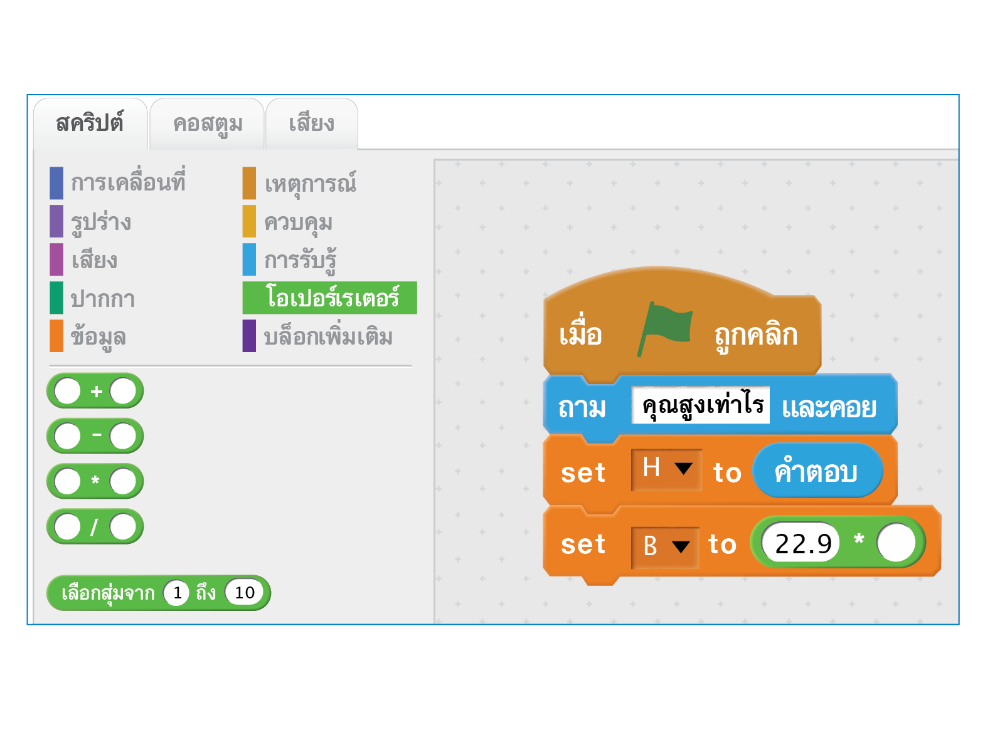 สคริปต์ คอสตูม เสียง
การเคลื่อนที่ เหตุการณ์
รูปร่าง ควบคุม
เสียง การรับรู้
ปากกา โอเปอร์เรเตอร์
ข้อมูล บล็อกเพิ่มเติม
+
-
*
/
เลือกสุ่มจาก 1 ถึง 10
เมื่อ ถูกคลิก
ถาม คุณสูงเท่าไร และคอย
set H to คำตอบ
set B to 22.9 *